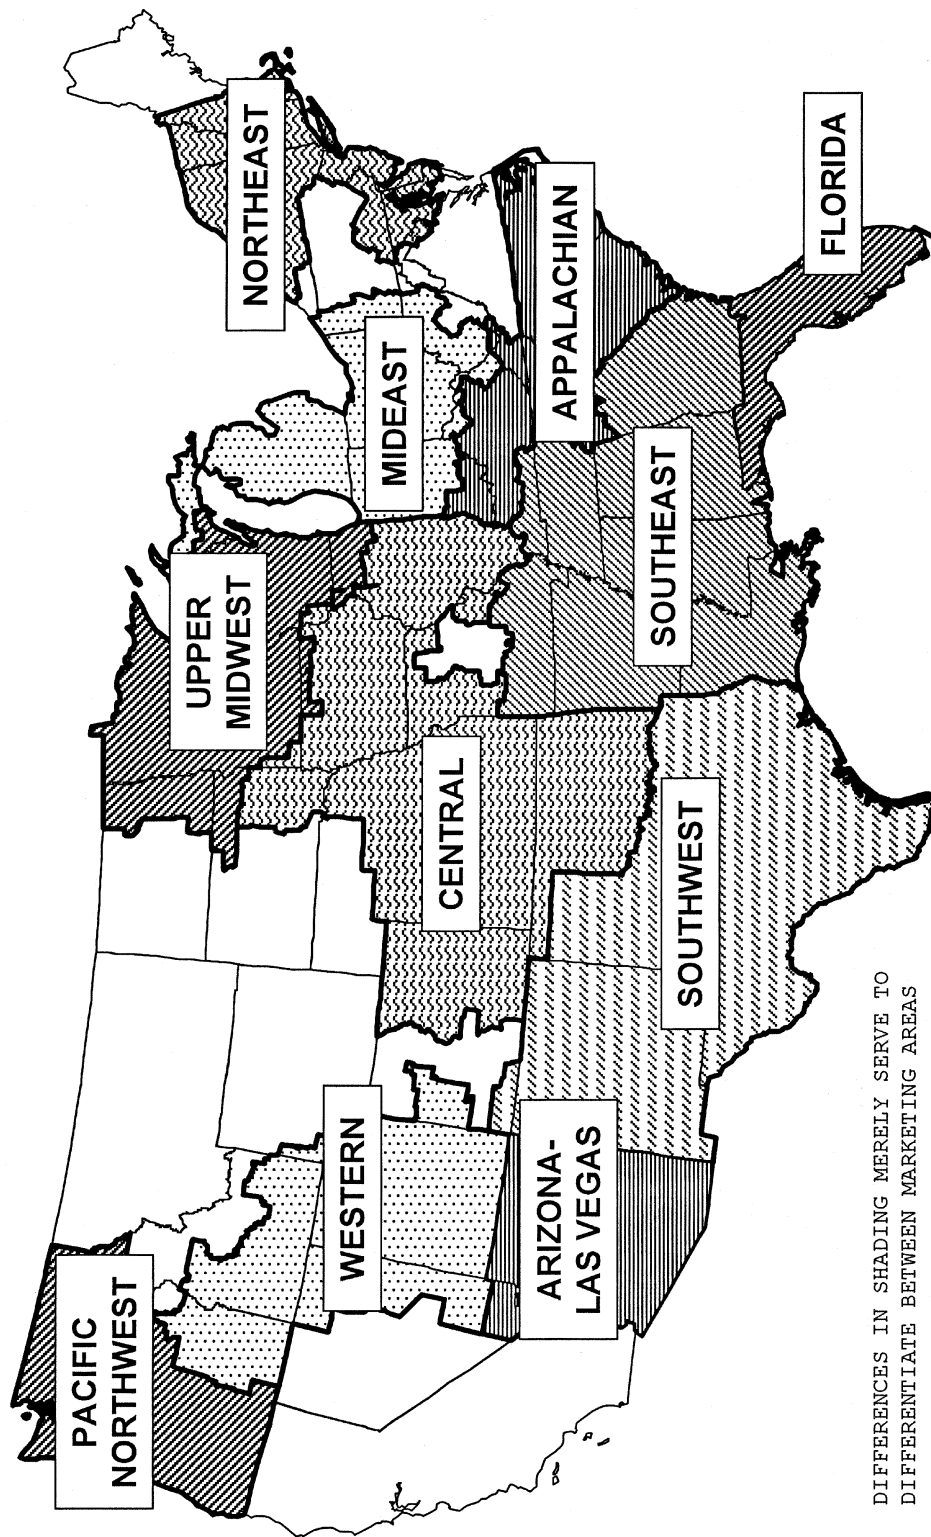 PACIFIC
NORTHWEST
WESTERN
ARIZONA-
LAS VEGAS
UPPER
MIDWEST
CENTRAL
SOUTHWEST
MIDEAST
SOUTHEAST
NORTHEAST
APPALACHIAN
FLORIDA
DIFFERENCES IN SHADING MERELY SERVE TO
DIFFERENTIATE BETWEEN MARKETING AREAS